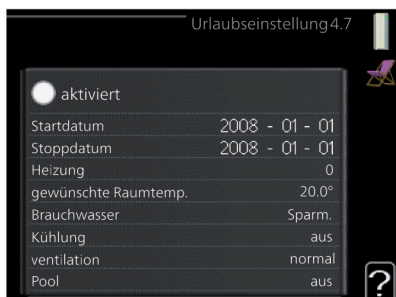 Urlaubseinstellung 4.7
aktiviert
Startdatum 2008 - 01 - 01
Stoppdatum 2008 - 01 - 01
Heizung 0
gewünschte Raumtemp. 20.0°
Brauchwasser Sparm.
Kühlung aus
ventilation normal
Pool aus
?